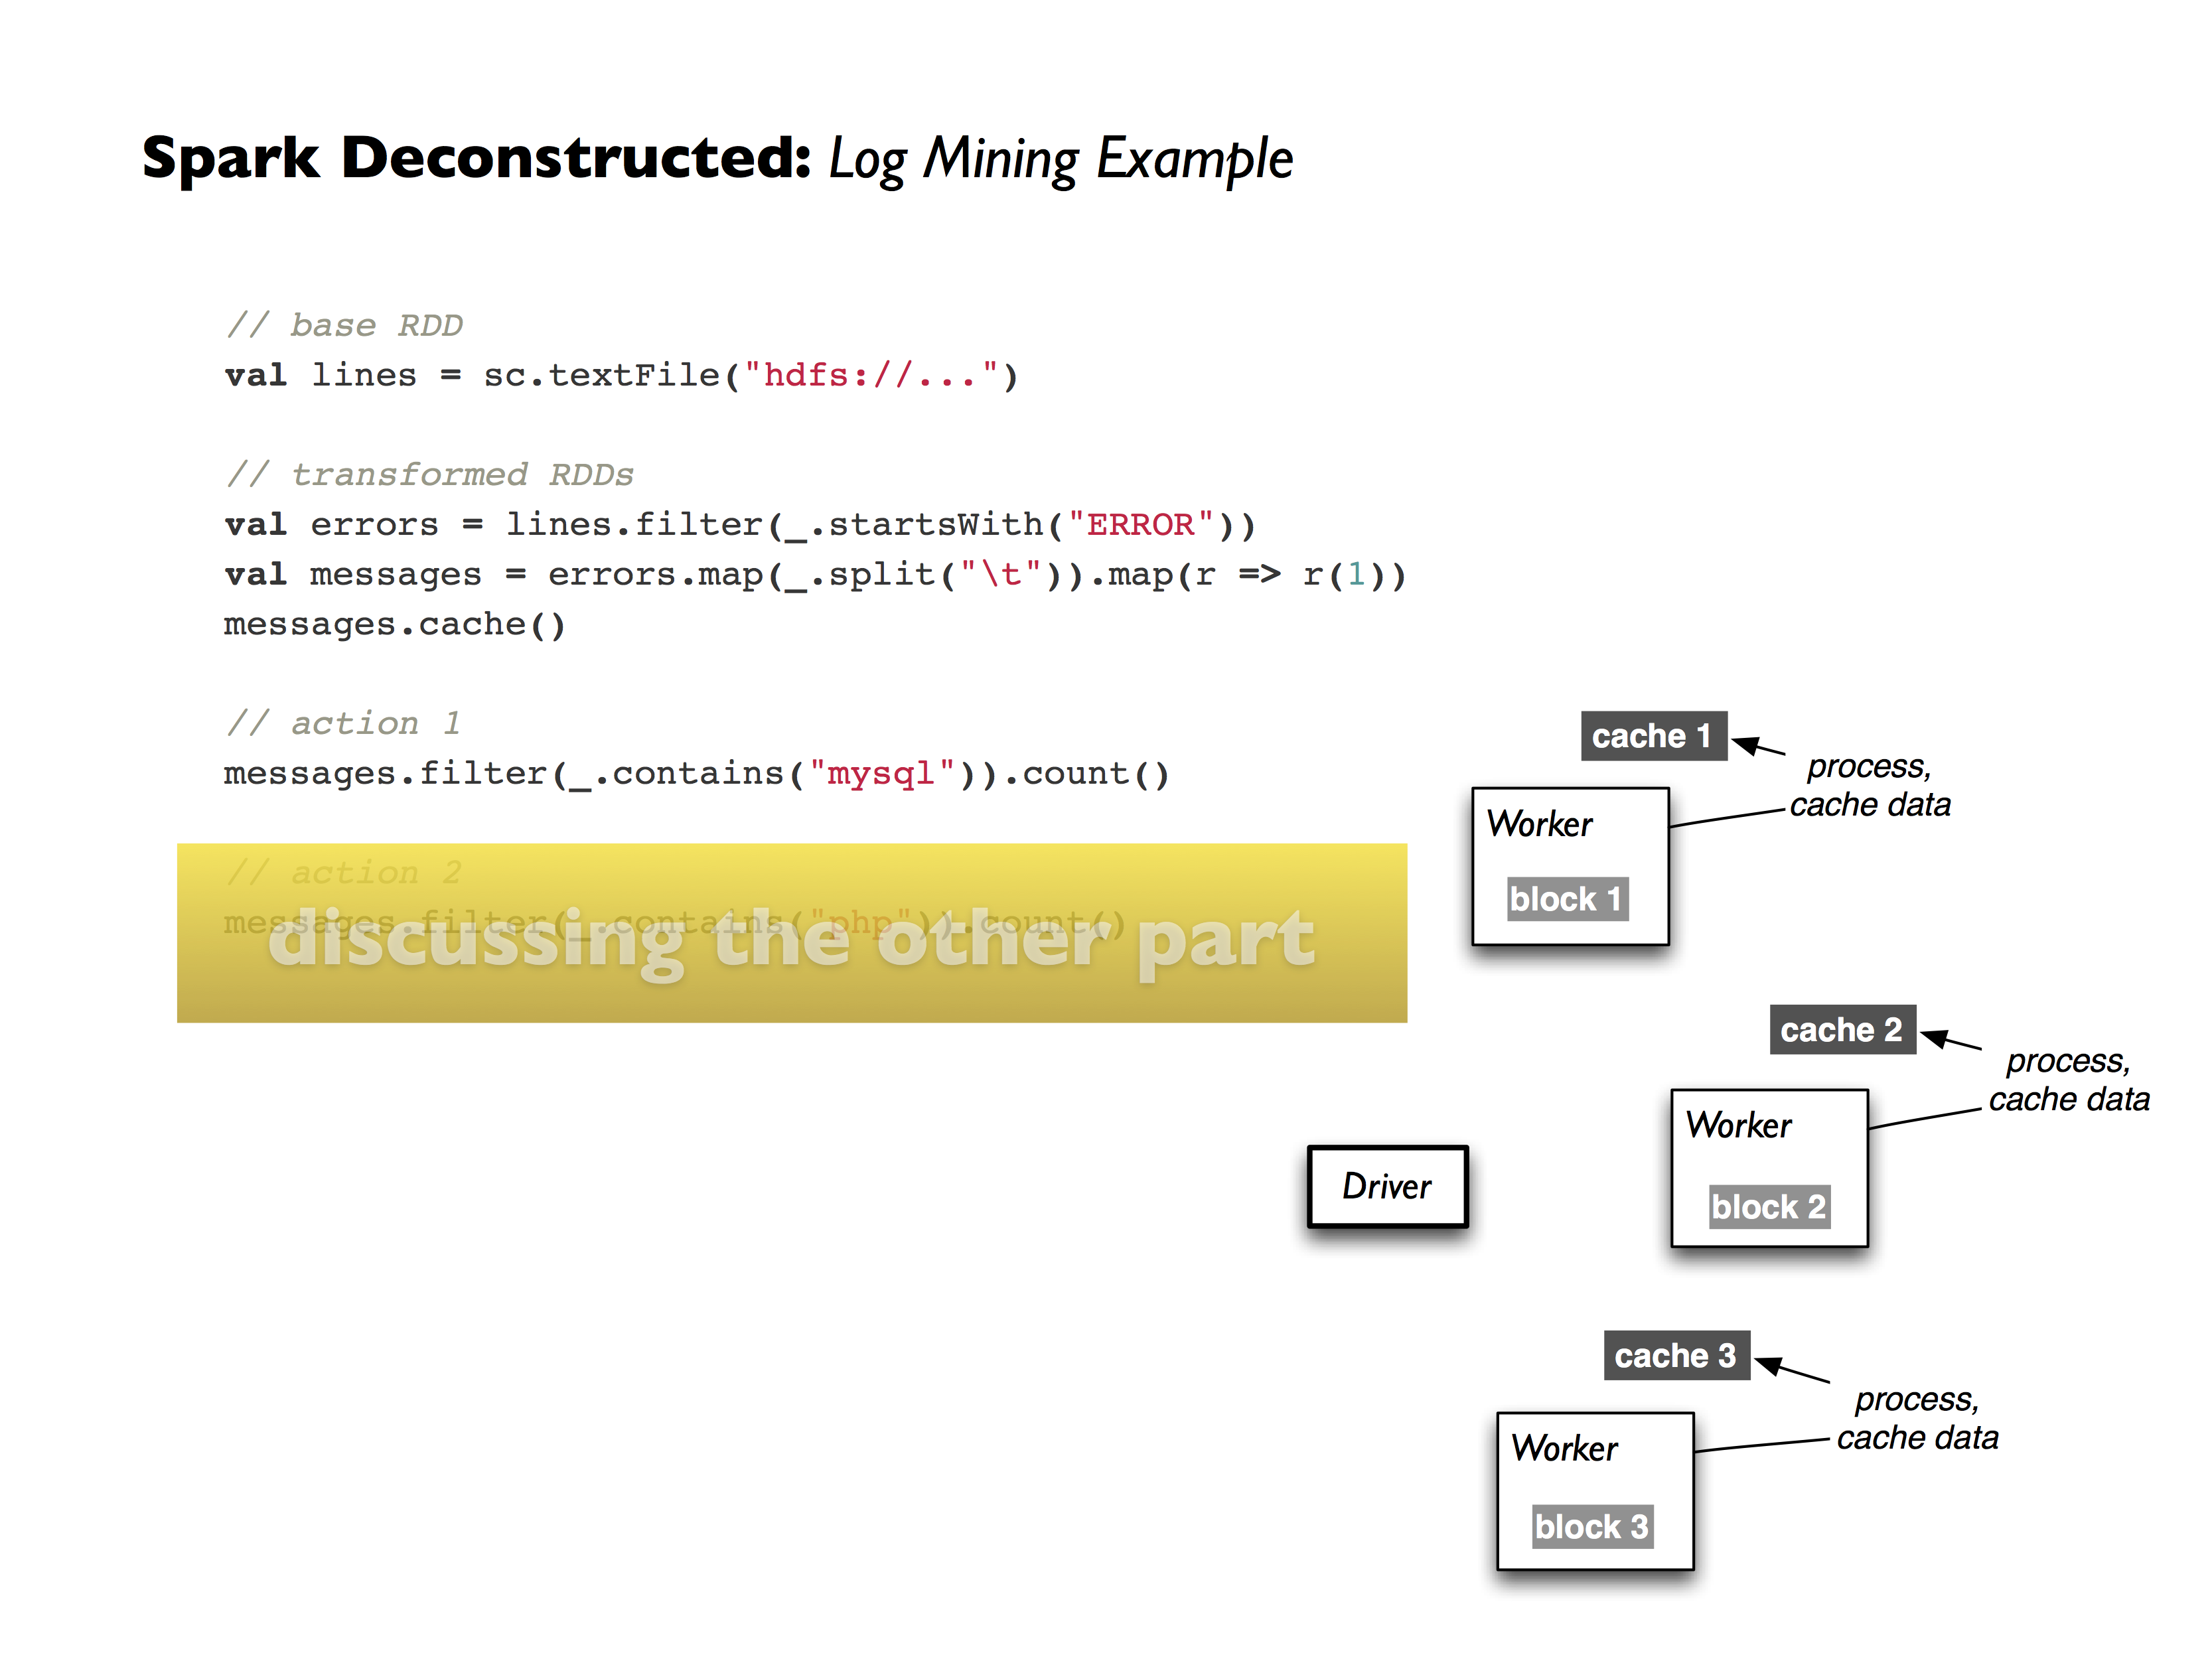 Spark Deconstructed: Log Mining Example
// base RDD
val lines = sc.textFile("hdfs://...")
// transformed RDDs
val errors = lines.filter(_.startsWith("ERROR"))
val messages = errors.map(_.split("\t")).map(r => r(1))
messages.cache()
// action 1
messages.filter(_.contains("mysql")).count()
// action 2
messages.filter(_.contains("php")).count()
discussing the other part
cache 1
process,
cache data
Worker
block 1
cache 2
process,
cache data
Worker
block 2
Driver
cache 3
process,
cache data
Worker
block 3